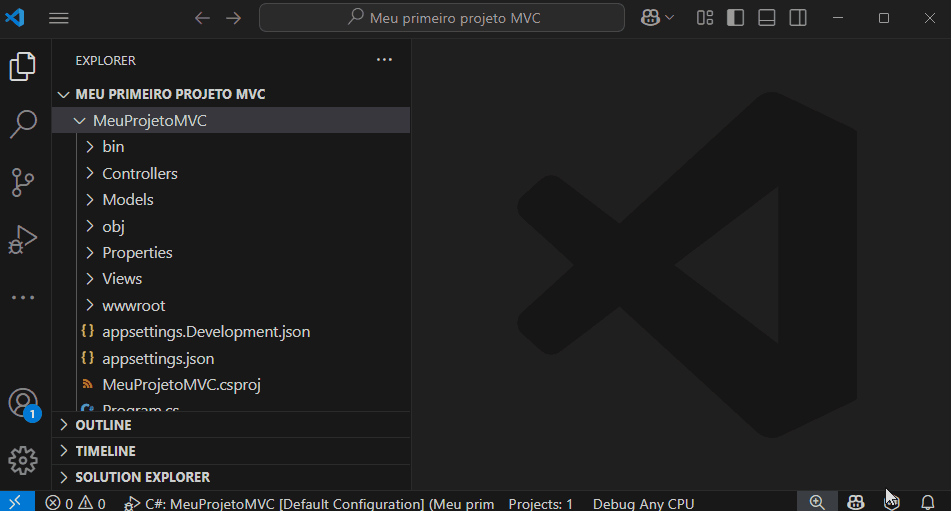 Meu primeiro projeto MVC
EXPLORER
MEU PRIMEIRO PROJETO MVC
MeuProjetoMVC
bin
Controllers
Models
obj
Properties
Views
wwwroot
{} appsettings.Development.json
{} appsettings.json
MeuProjetoMVC.csproj
Program.cs
OUTLINE
TIMELINE
SOLUTION EXPLORER
1
0 0 C#: MeuProjetoMVC [Default Configuration] (Meu prim Projects: 1 Debug Any CPU